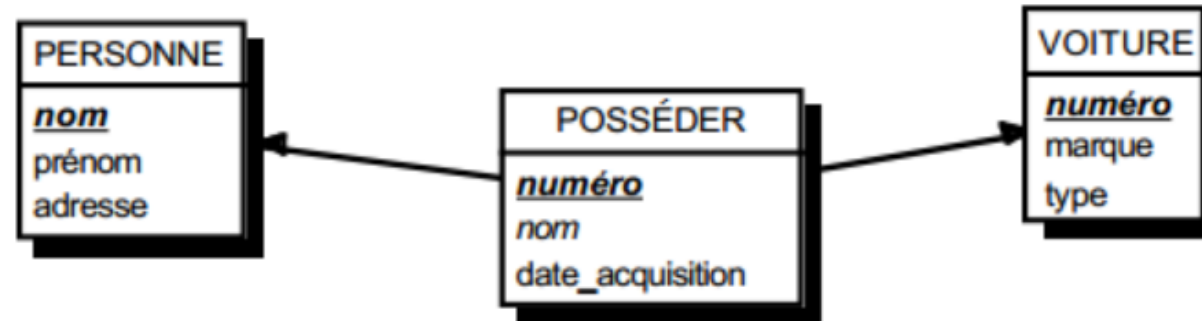 PERSONNE
nom
prénom
adresse
POSSÉDER
numéro
nom
date_acquisition
VOITURE
numéro
marque
type